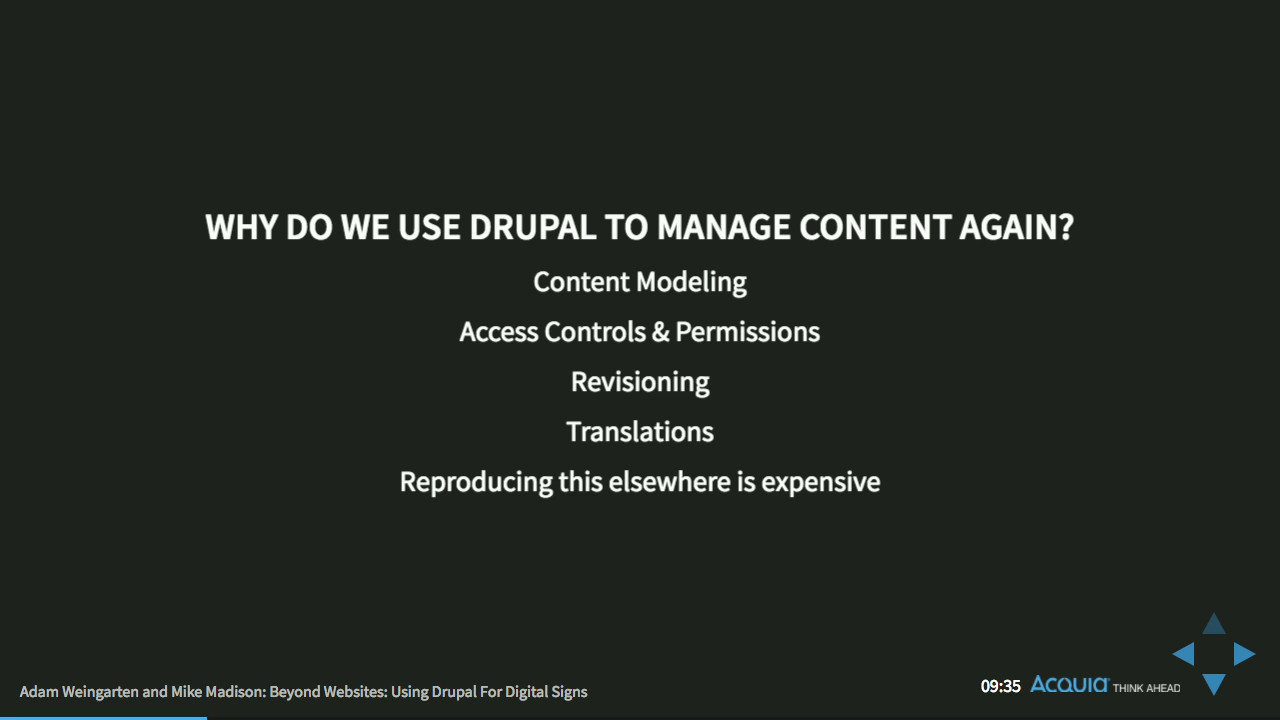 WHY DO WE USE DRUPAL TO MANAGE CONTENT AGAIN?
Content Modeling
Access Controls & Permissions
Revisioning
Translations
Reproducing this elsewhere is expensive
Adam Weingarten and Mike Madison: Beyond Websites: Using Drupal For Digital Signs
09:35 Acquia THINK AHEAD